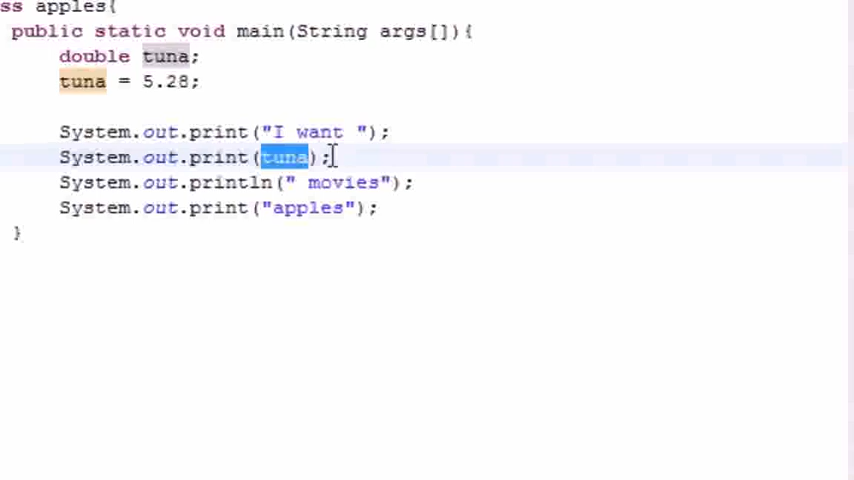 ss apples{
public static void main(String args[]){
double tuna;
tuna = 5.28;
System.out.print("I want ");
System.out.print(tuna);
System.out.println(" movies");
System.out.print("apples");
}